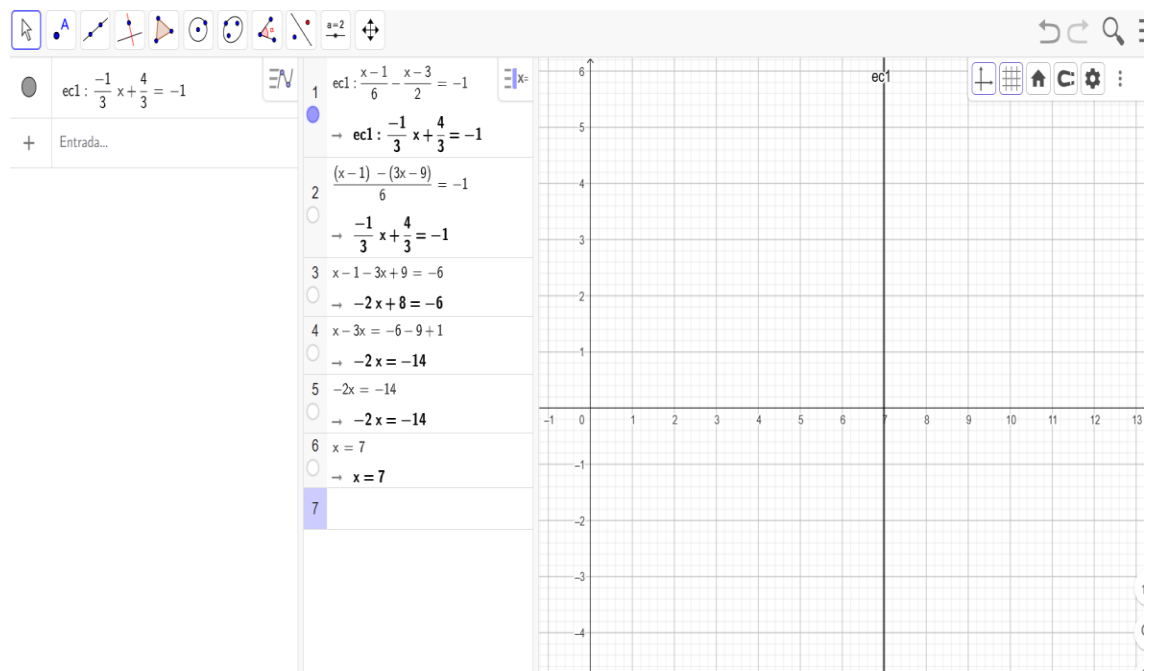 A
α
a=2
ec1 : -1/3 x + 4/3 = -1
+ Entrada...
x=
1 ec1 : (x-1)/6 - (x-3)/2 = -1
→ ec1 : -1/3 x + 4/3 = -1
2 ((x-1) - (3x-9))/6 = -1
→ -1/3 x + 4/3 = -1
3 x-1-3x+9 = -6
→ -2x+8=-6
4 x-3x = -6-9+1
→ -2x=-14
5 -2x = -14
→ -2x=-14
6 x = 7
→ x=7
7
ec1
6
5
4
3
2
1
-1 0 1 2 3 4 5 6 7 8 9 10 11 12 13
-1
-2
-3
-4